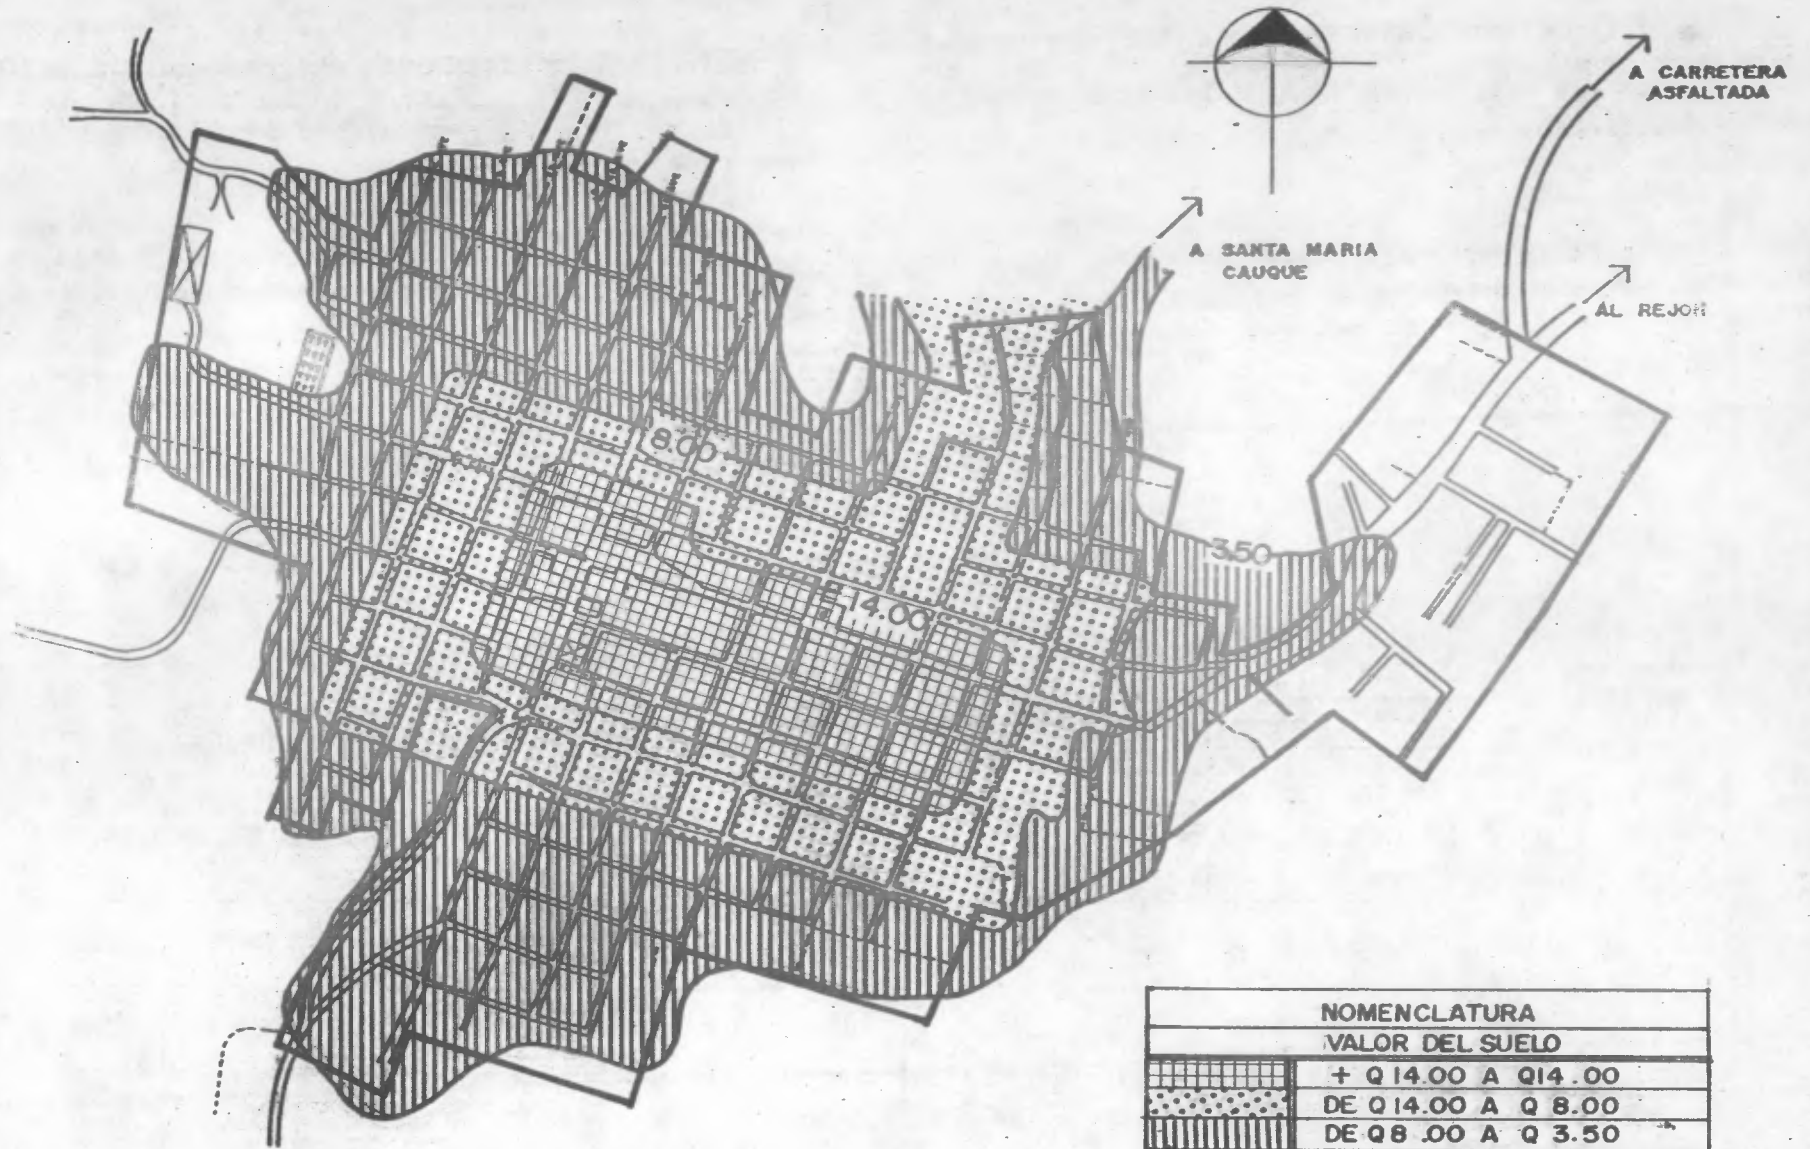 A CARRETERA
ASFALTADA
A SANTA MARIA
CAUQUE
AL REJON
8.00
3.50
14.00
NOMENCLATURA
VALOR DEL SUELO
+ Q 14.00 A Q14.00
DE Q 14.00 A Q 8.00
DE Q8.00 A Q 3.50